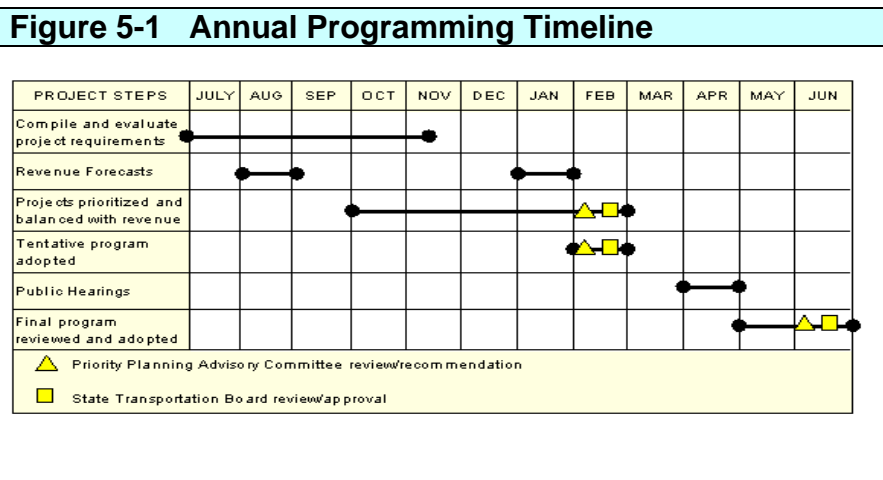 Figure 5-1 Annual Programming Timeline
PROJECT STEPS JULY AUG SEP OCT NOV DEC JAN FEB MAR APR MAY JUN
Compile and evaluate
project requirements
Revenue Forecasts
Projects prioritized and
balanced with revenue
Tentative program
adopted
Public Hearings
Final program
reviewed and adopted
Priority Planning Advisory Committee review/recommendation
State Transportation Board review/approval